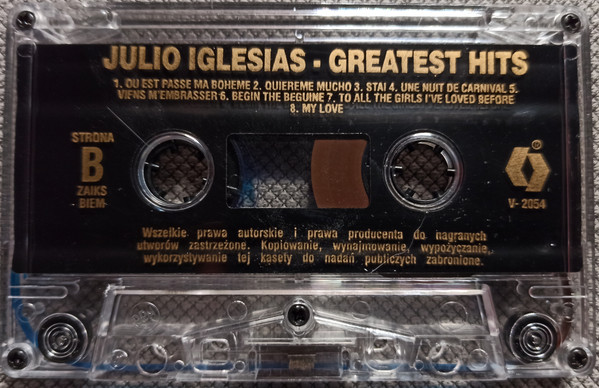 JULIO IGLESIAS - GREATEST HITS
1. OU EST PASSE MA BOHEME 2. QUIEREME MUCHO 3. STAI 4. UNE NUIT DE CARNIVAL 5.
VIENS M'EMBRASSER 6. BEGIN THE BEGUINE 7. TO ALL THE GIRLS I'VE LOVED BEFORE
8. MY LOVE
STRONA
B
ZAIKS
-BIEM-
®
V- 2054
Wszelkie prawa autorskie i prawa producenta do nagranych
utworów zastrzeżone. Kopiowanie, wynajmowanie, wypożyczanie,
wykorzystywanie tej kasety do nadań publiczych zabronione.